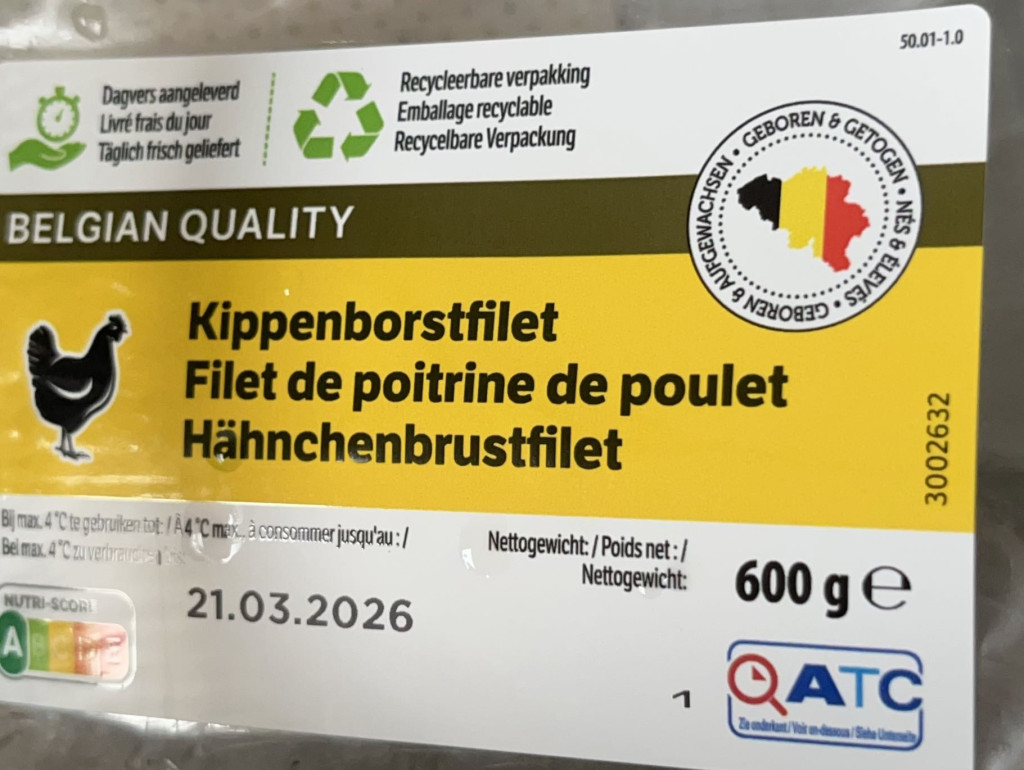 50.01-1.0
Dagvers aangeleverd
Livré frais du jour
Täglich frisch geliefert
Recycleerbare verpakking
Emballage recyclable
Recycelbare Verpackung
GEBOREN & GETOGEN • NÉS & ÉLEVÉS • GEBOREN & AUFGEWACHSEN •
BELGIAN QUALITY
Kippenborstfilet
Filet de poitrine de poulet
Hähnchenbrustfilet
3002632
Bij max. 4 °C te gebruiken tot: / À 4 °C max., à consommer jusqu'au : /
Bei max. 4 °C zu verbrauchen
21.03.2026
Nettogewicht: / Poids net : /
Nettogewicht:
600 g e
NUTRI-SCORE
A B C D E
1
ATC
Zie onderkant / Voir en-dessous / Siehe Unterseite